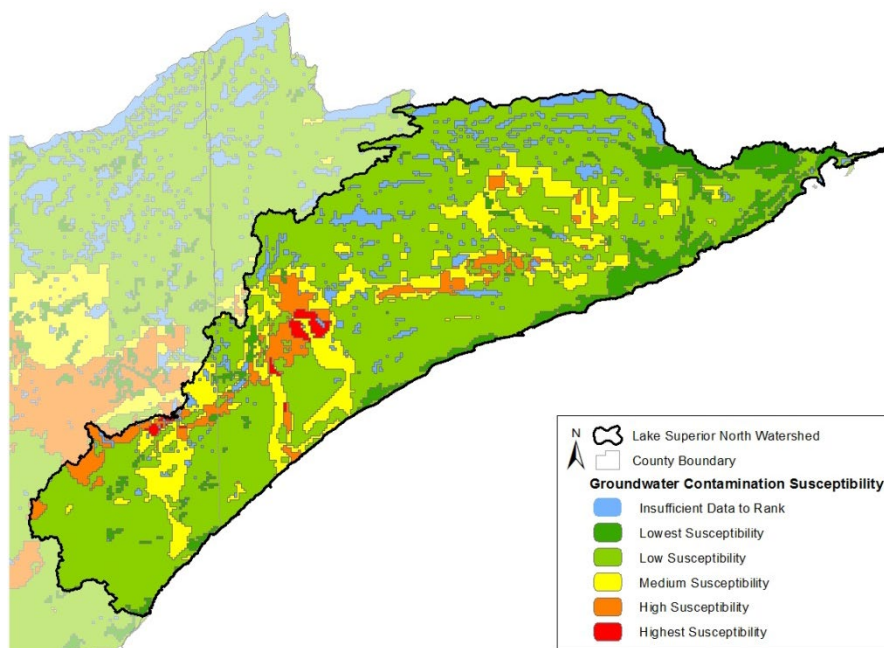 N
Lake Superior North Watershed
County Boundary
Groundwater Contamination Susceptibility
Insufficient Data to Rank
Lowest Susceptibility
Low Susceptibility
Medium Susceptibility
High Susceptibility
Highest Susceptibility